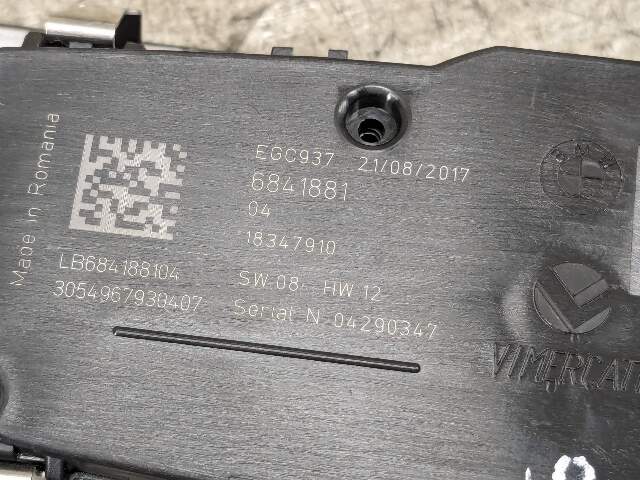 Made in Romania
EGC937 21/08/2017
6841881
04
18347910
LB684188104
SW:08- HW 12
3054967930407
Serial N 04290347
BMW
VIMERCATI